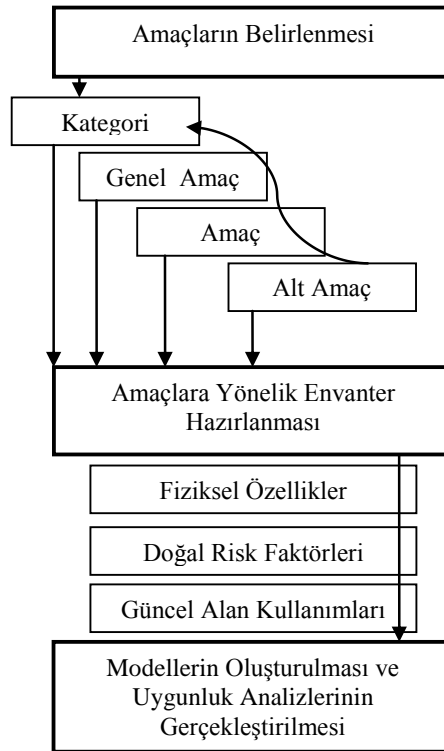 Amaçların Belirlenmesi
Kategori
Genel Amaç
Amaç
Alt Amaç
Amaçlara Yönelik Envanter
Hazırlanması
Fiziksel Özellikler
Doğal Risk Faktörleri
Güncel Alan Kullanımları
Modellerin Oluşturulması ve
Uygunluk Analizlerinin
Gerçekleştirilmesi